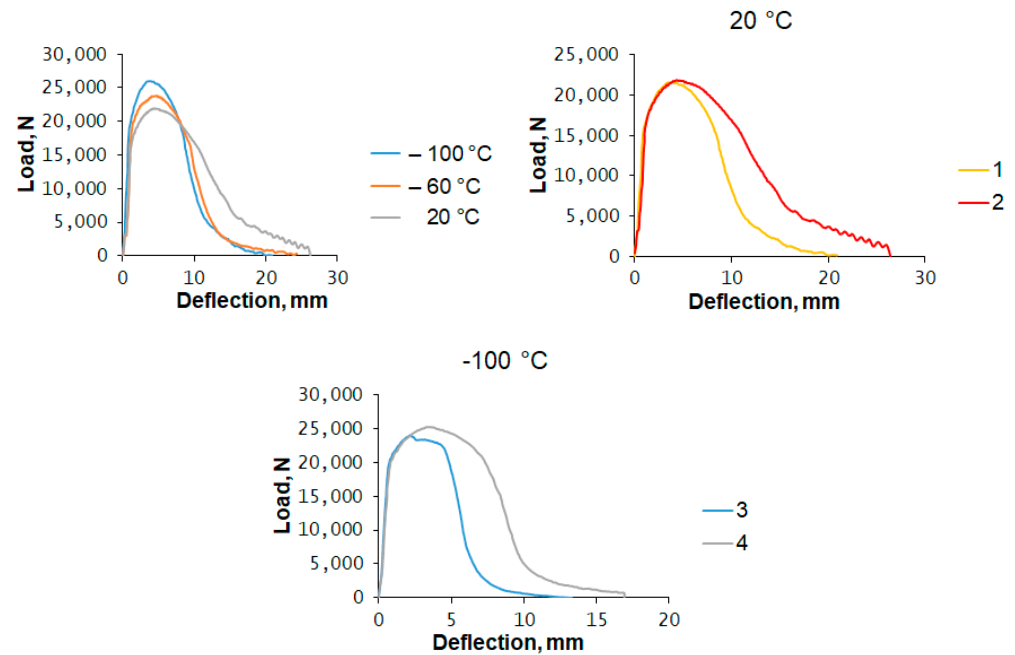 30,000
25,000
20,000
15,000
10,000
5,000
0
Load, N
0 10 20 30
Deflection, mm
– 100 °C
– 60 °C
20 °C
20 °C
25,000
20,000
15,000
10,000
5,000
0
Load, N
0 10 20 30
Deflection, mm
1
2
-100 °C
30,000
25,000
20,000
15,000
10,000
5,000
0
Load, N
0 5 10 15 20
Deflection, mm
3
4